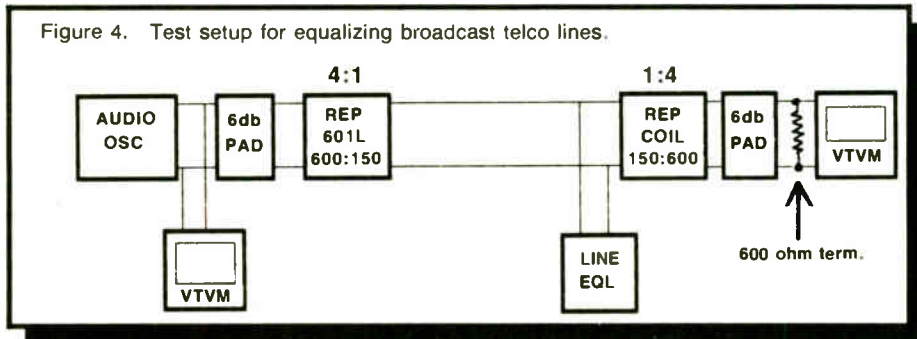 Figure 4. Test setup for equalizing broadcast telco lines.
4:1
1:4
AUDIO
OSC
6db
PAD
REP
601L
600:150
REP
COIL
150:600
6db
PAD
VTVM
VTVM
LINE
EQL
600 ohm term.